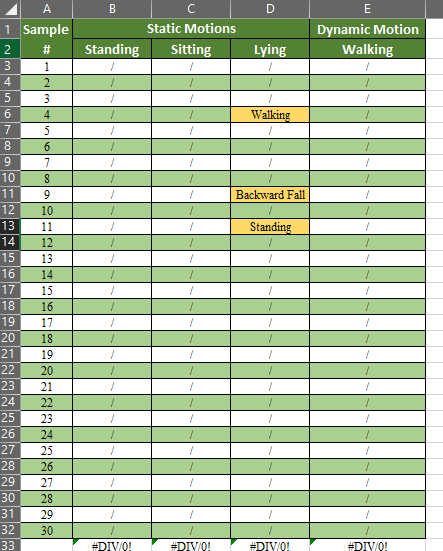 A B C D E
1 Sample Static Motions Dynamic Motion
2 # Standing Sitting Lying Walking
3 1 / / / /
4 2 / / / /
5 3 / / / /
6 4 / / Walking /
7 5 / / / /
8 6 / / / /
9 7 / / / /
10 8 / / / /
11 9 / / Backward Fall /
12 10 / / / /
13 11 / / Standing /
14 12 / / / /
15 13 / / / /
16 14 / / / /
17 15 / / / /
18 16 / / / /
19 17 / / / /
20 18 / / / /
21 19 / / / /
22 20 / / / /
23 21 / / / /
24 22 / / / /
25 23 / / / /
26 24 / / / /
27 25 / / / /
28 26 / / / /
29 27 / / / /
30 28 / / / /
31 29 / / / /
32 30 / / / /
33 #DIV/0! #DIV/0! #DIV/0! #DIV/0!